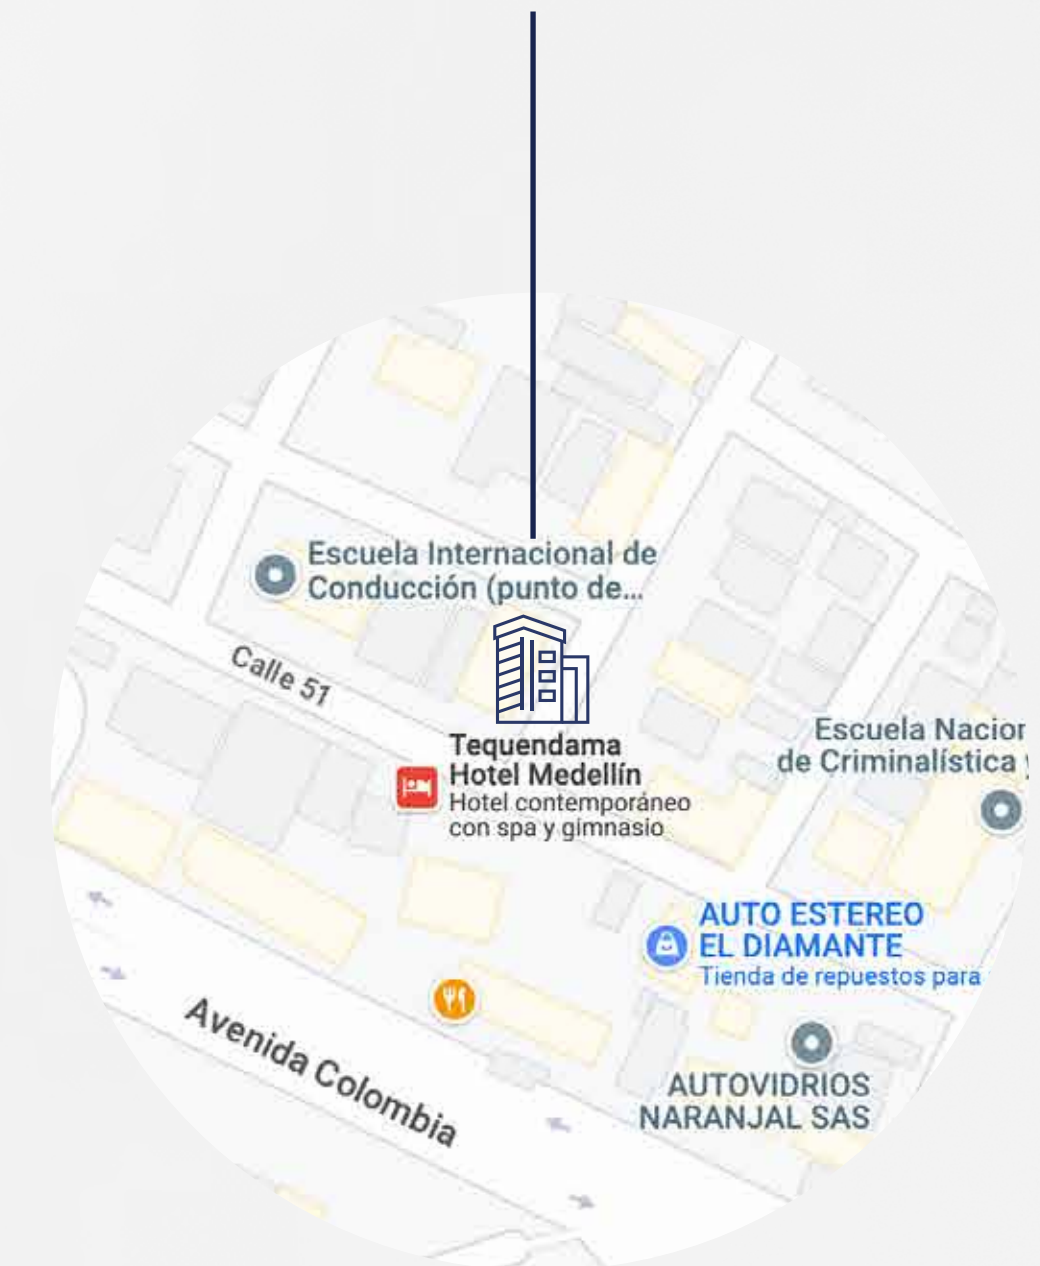 Escuela Internacional de
Conducción (punto de...
Calle 51
Tequendama
Hotel Medellín
Hotel contemporáneo
con spa y gimnasio
Escuela Nacion
de Criminalística y
AUTO ESTEREO
EL DIAMANTE
Tienda de repuestos para
Avenida Colombia
AUTOVIDRIOS
NARANJAL SAS